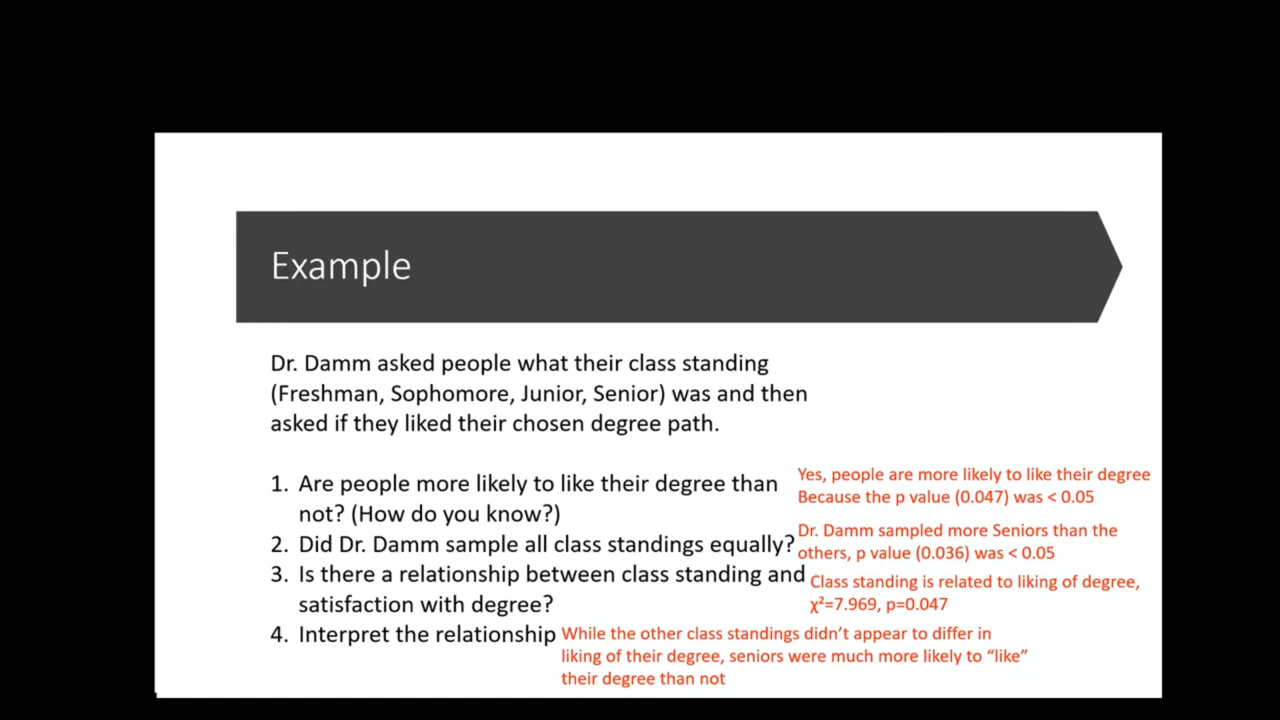 Example
Dr. Damm asked people what their class standing
(Freshman, Sophomore, Junior, Senior) was and then
asked if they liked their chosen degree path.
1. Are people more likely to like their degree than
not? (How do you know?)
Yes, people are more likely to like their degree
Because the p value (0.047) was < 0.05
2. Did Dr. Damm sample all class standings equally?
Dr. Damm sampled more Seniors than the
others, p value (0.036) was < 0.05
3. Is there a relationship between class standing and
satisfaction with degree?
Class standing is related to liking of degree,
χ²=7.969, p=0.047
4. Interpret the relationship
While the other class standings didn’t appear to differ in
liking of their degree, seniors were much more likely to “like”
their degree than not